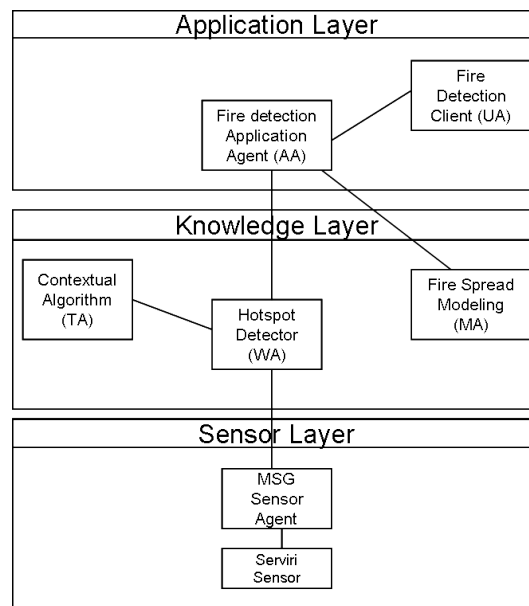 Application Layer
Fire
Detection
Client (UA)
Fire detection
Application
Agent (AA)
Knowledge Layer
Contextual
Algorithm
(TA)
Hotspot
Detector
(WA)
Fire Spread
Modeling
(MA)
Sensor Layer
MSG
Sensor
Agent
Serviri
Sensor